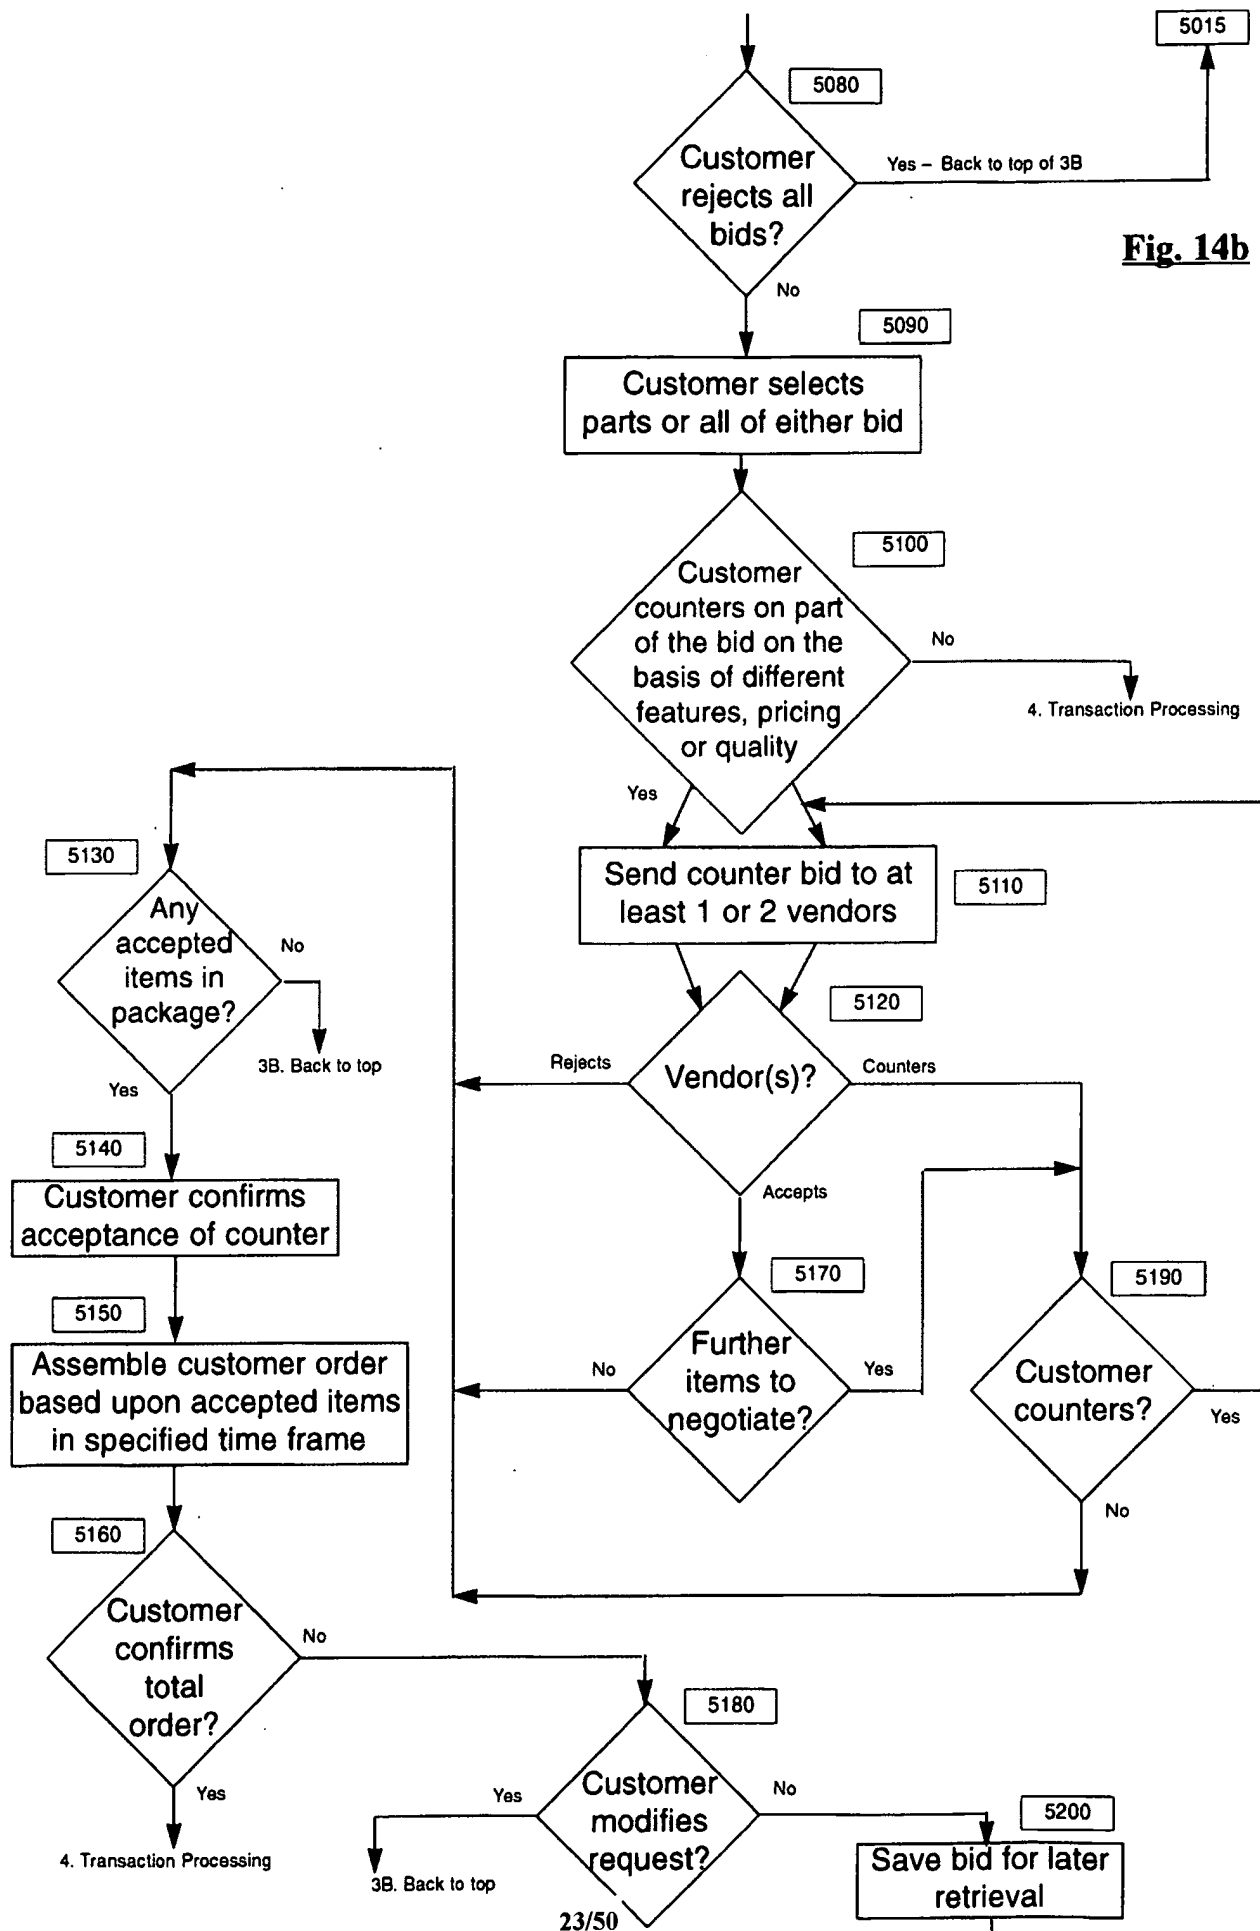 5015
5080
Customer
rejects all
bids?
Yes – Back to top of 3B
Fig. 14b
No
5090
Customer selects
parts or all of either bid
5100
Customer
counters on part
of the bid on the
basis of different
features, pricing
or quality
No
4. Transaction Processing
Yes
5130
Any
accepted
items in
package?
No
3B. Back to top
Yes
Send counter bid to at
least 1 or 2 vendors
5110
5120
Vendor(s)?
Rejects
Counters
Accepts
5140
Customer confirms
acceptance of counter
5150
Assemble customer order
based upon accepted items
in specified time frame
5170
Further
items to
negotiate?
No
Yes
5190
Customer
counters?
Yes
No
5160
Customer
confirms
total
order?
No
Yes
4. Transaction Processing
5180
Customer
modifies
request?
Yes
3B. Back to top
No
5200
Save bid for later
retrieval
23/50